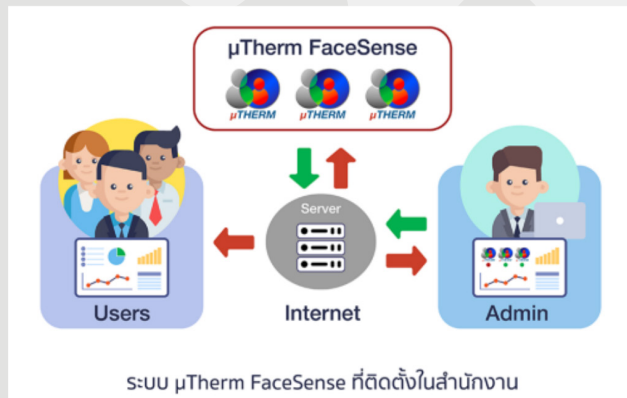 µTherm FaceSense
µTHERM µTHERM µTHERM
Server
Users
Internet
Admin
ระบบ µTherm FaceSense ที่ติดตั้งในสำนักงาน